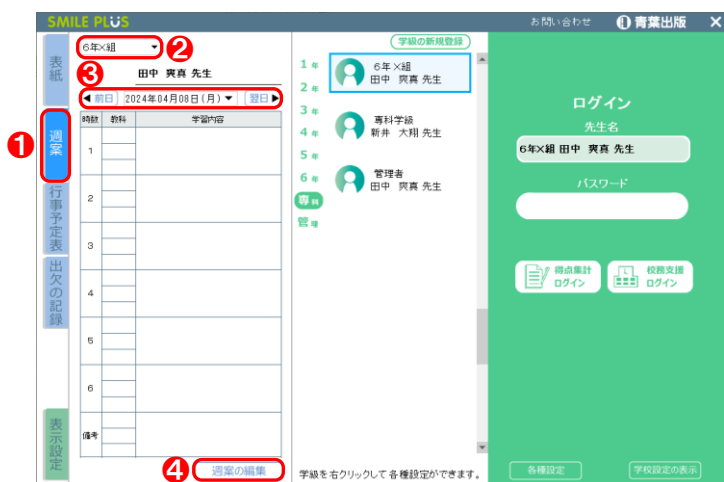 SMILE PLUS
お問い合わせ
青葉出版
×
表紙
週案
行事予定表
出欠の記録
表示設定
❶
❷
❸
❹
6年×組 ▼
田中 爽真 先生
◀前日 2024年04月08日(月)▼ 翌日▶
時数 教科 学習内容
1
2
3
4
5
6
備考
週案の編集
学級の新規登録
1年
2年
3年
4年
5年
6年
専科
管理
6年×組
田中 爽真 先生
専科学級
新井 大翔 先生
管理者
田中 爽真 先生
学級を右クリックして各種設定ができます。
ログイン
先生名
6年×組 田中 爽真 先生
パスワード
得点集計
ログイン
校務支援
ログイン
各種設定
学校設定の表示